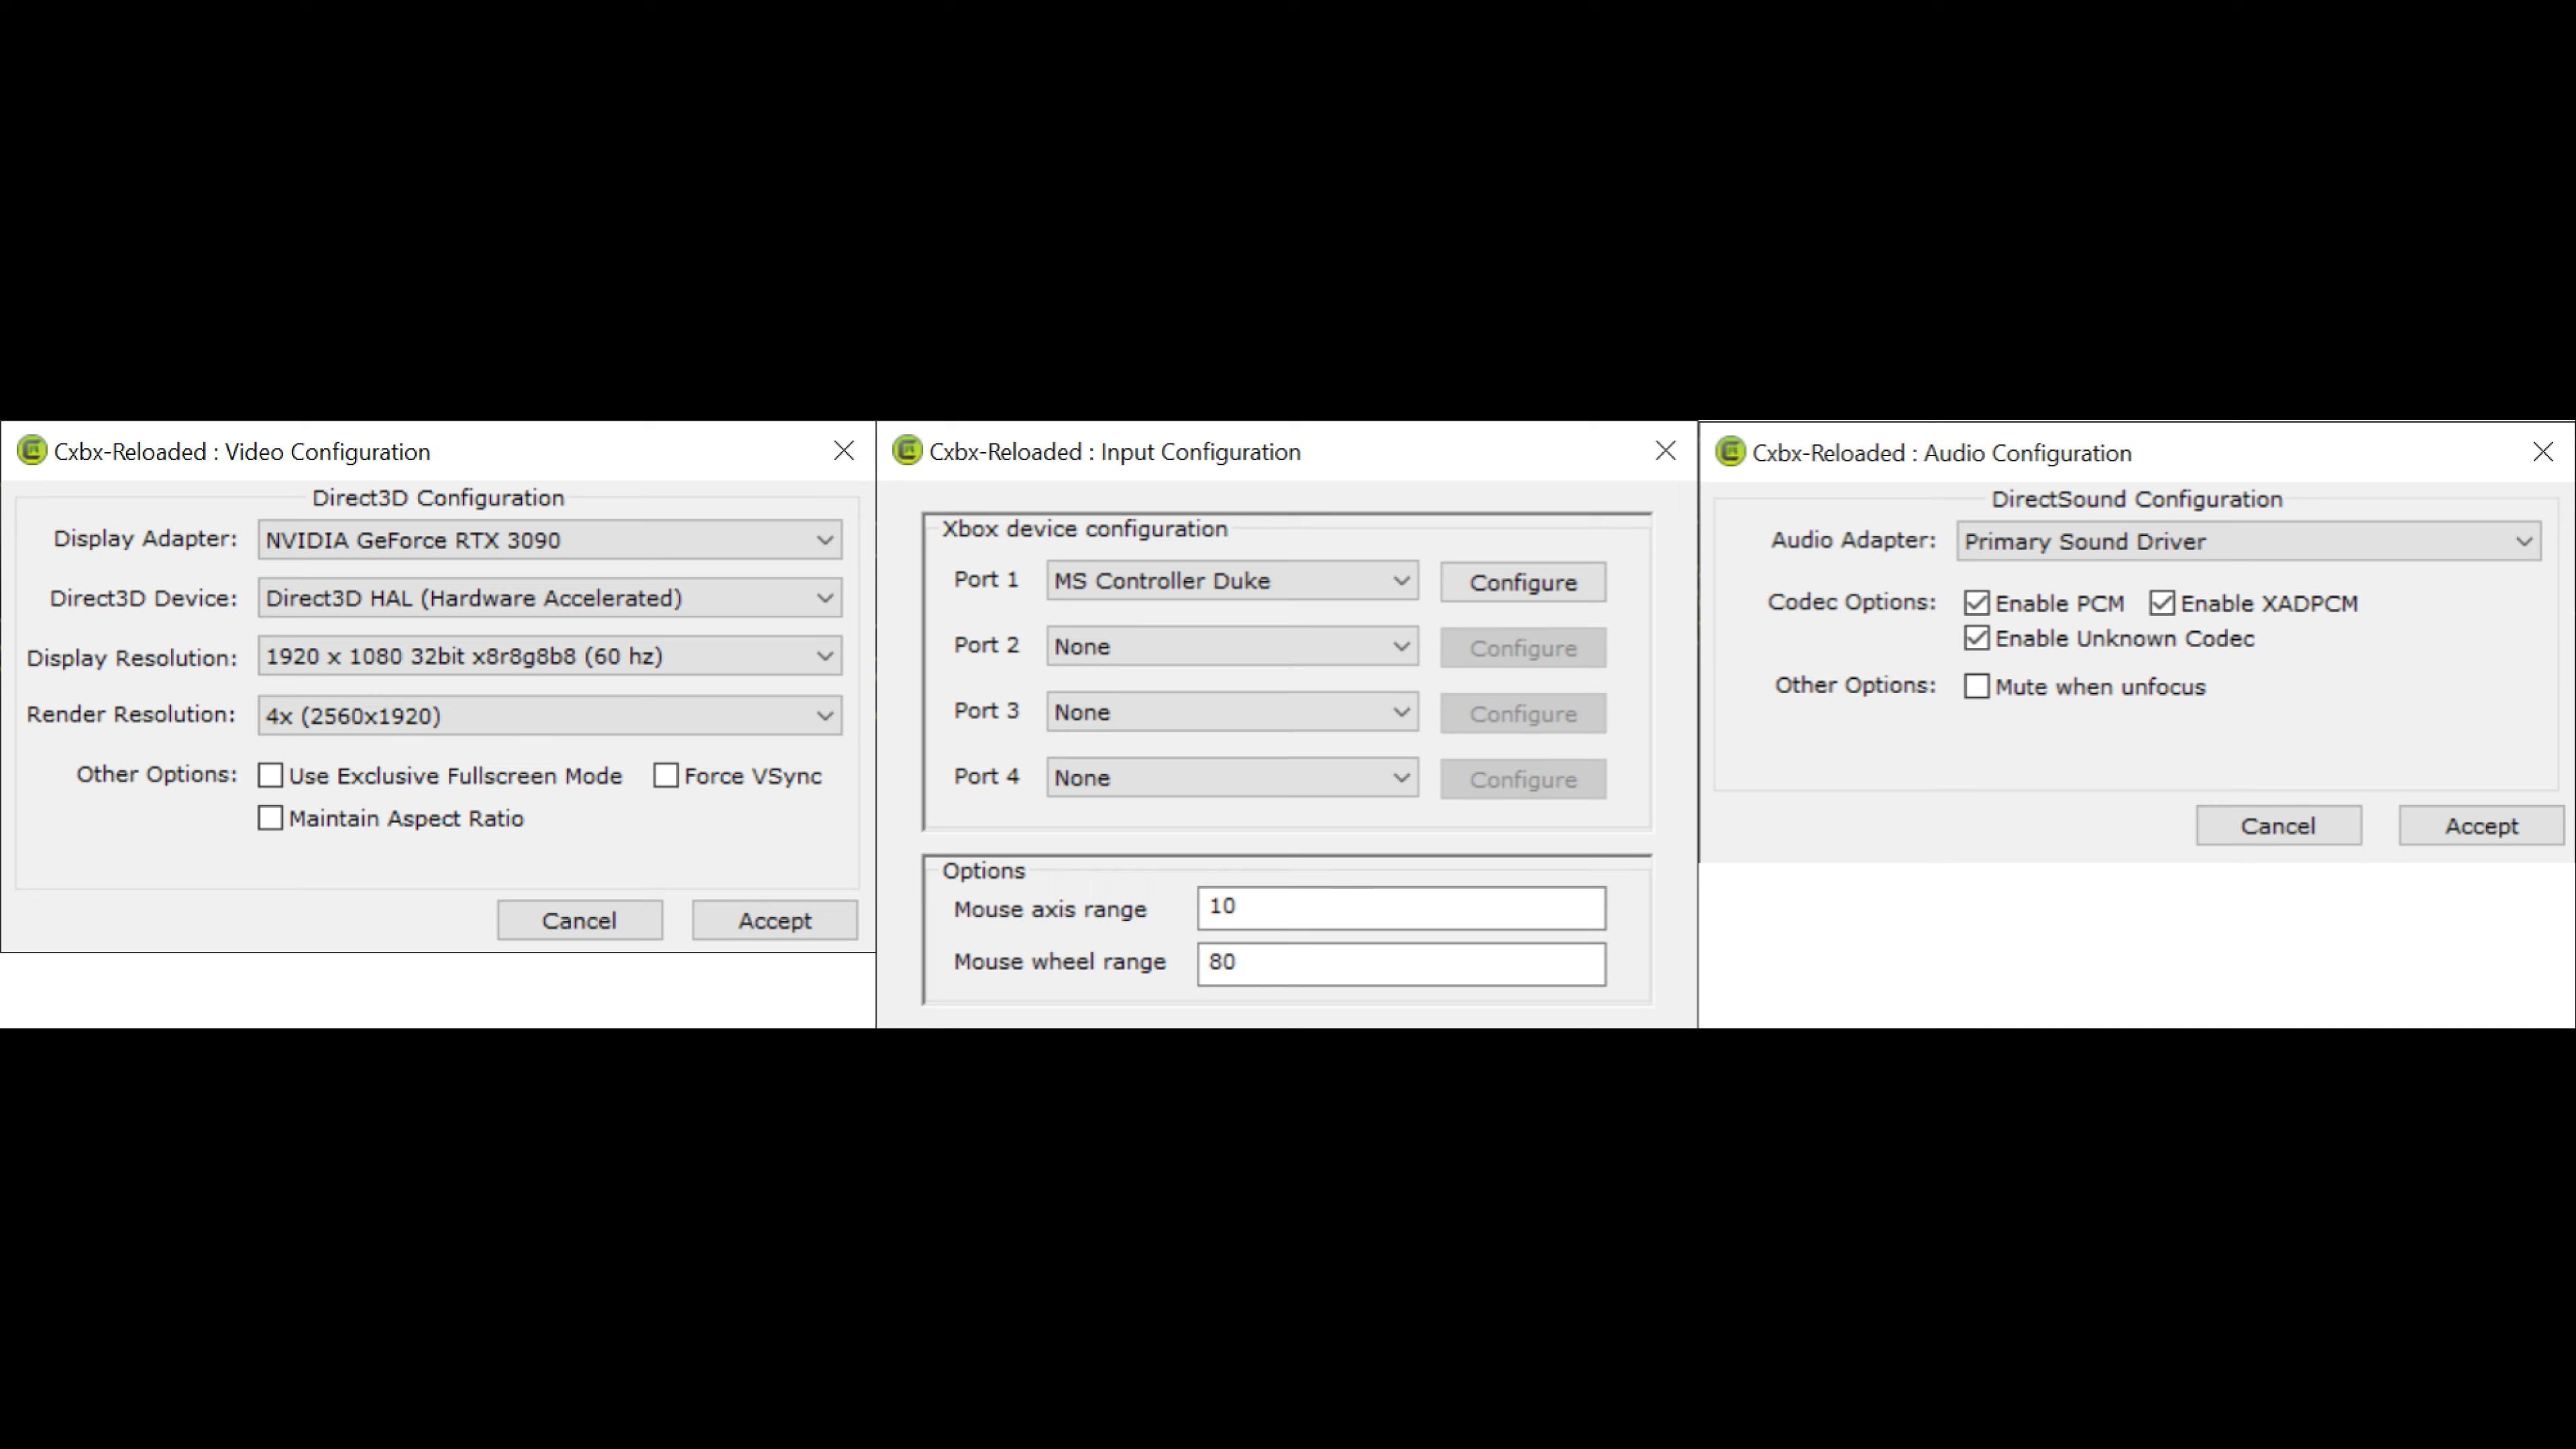 Cxbx-Reloaded : Video Configuration
Direct3D Configuration
Display Adapter: NVIDIA GeForce RTX 3090
Direct3D Device: Direct3D HAL (Hardware Accelerated)
Display Resolution: 1920 x 1080 32bit x8r8g8b8 (60 hz)
Render Resolution: 4x (2560x1920)
Other Options: Use Exclusive Fullscreen Mode Force VSync
Maintain Aspect Ratio
Cancel Accept
Cxbx-Reloaded : Input Configuration
Xbox device configuration
Port 1 MS Controller Duke Configure
Port 2 None Configure
Port 3 None Configure
Port 4 None Configure
Options
Mouse axis range 10
Mouse wheel range 80
Cxbx-Reloaded : Audio Configuration
DirectSound Configuration
Audio Adapter: Primary Sound Driver
Codec Options: Enable PCM Enable XADPCM
Enable Unknown Codec
Other Options: Mute when unfocus
Cancel Accept